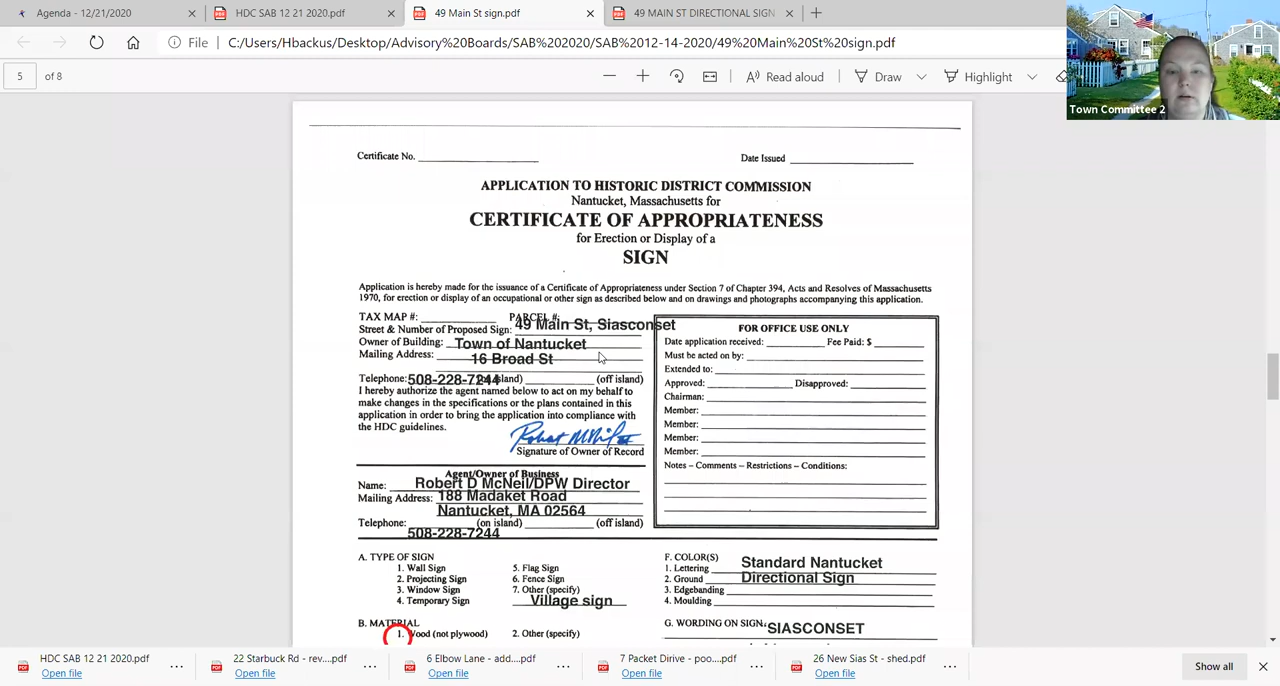 Agenda - 12/21/2020
HDC SAB 12 21 2020.pdf
49 Main St sign.pdf
49 MAIN ST DIRECTIONAL SIGN
File
C:/Users/Hbackus/Desktop/Advisory%20Boards/SAB%202020/SAB%2012-14-2020/49%20Main%20St%20sign.pdf
5 of 8
Read aloud
Draw
Highlight
Town Committee 2
Certificate No.
Date Issued
APPLICATION TO HISTORIC DISTRICT COMMISSION
Nantucket, Massachusetts for
CERTIFICATE OF APPROPRIATENESS
for Erection or Display of a
SIGN
Application is hereby made for the issuance of a Certificate of Appropriateness under Section 7 of Chapter 394, Acts and Resolves of Massachusetts
1970, for erection or display of an occupational or other sign as described below and on drawings and photographs accompanying this application.
TAX MAP #: PARCEL #:
Street & Number of Proposed Sign: 49 Main St, Siasconset
Owner of Building: Town of Nantucket
Mailing Address: 16 Broad St
Telephone: 508-228-7244 (on island) (off island)
I hereby authorize the agent named below to act on my behalf to
make changes in the specifications or the plans contained in this
application in order to bring the application into compliance with
the HDC guidelines.
Signature of Owner of Record
Agent/Owner of Business
Name: Robert D McNeil/DPW Director
Mailing Address: 188 Madaket Road
Nantucket, MA 02564
Telephone: (on island) (off island)
508-228-7244
FOR OFFICE USE ONLY
Date application received: Fee Paid: $
Must be acted on by:
Extended to:
Approved: Disapproved:
Chairman:
Member:
Member:
Member:
Member:
Notes – Comments – Restrictions – Conditions:
A. TYPE OF SIGN
1. Wall Sign
2. Projecting Sign
3. Window Sign
4. Temporary Sign
5. Flag Sign
6. Fence Sign
7. Other (specify)
Village sign
B. MATERIAL
1. Wood (not plywood)
2. Other (specify)
F. COLOR(S)
1. Lettering Standard Nantucket
2. Ground Directional Sign
3. Edgebanding
4. Moulding
G. WORDING ON SIGN: SIASCONSET
HDC SAB 12 21 2020.pdf
Open file
22 Starbuck Rd - rev....pdf
Open file
6 Elbow Lane - add....pdf
Open file
7 Packet Dirive - poo....pdf
Open file
26 New Sias St - shed.pdf
Open file
Show all